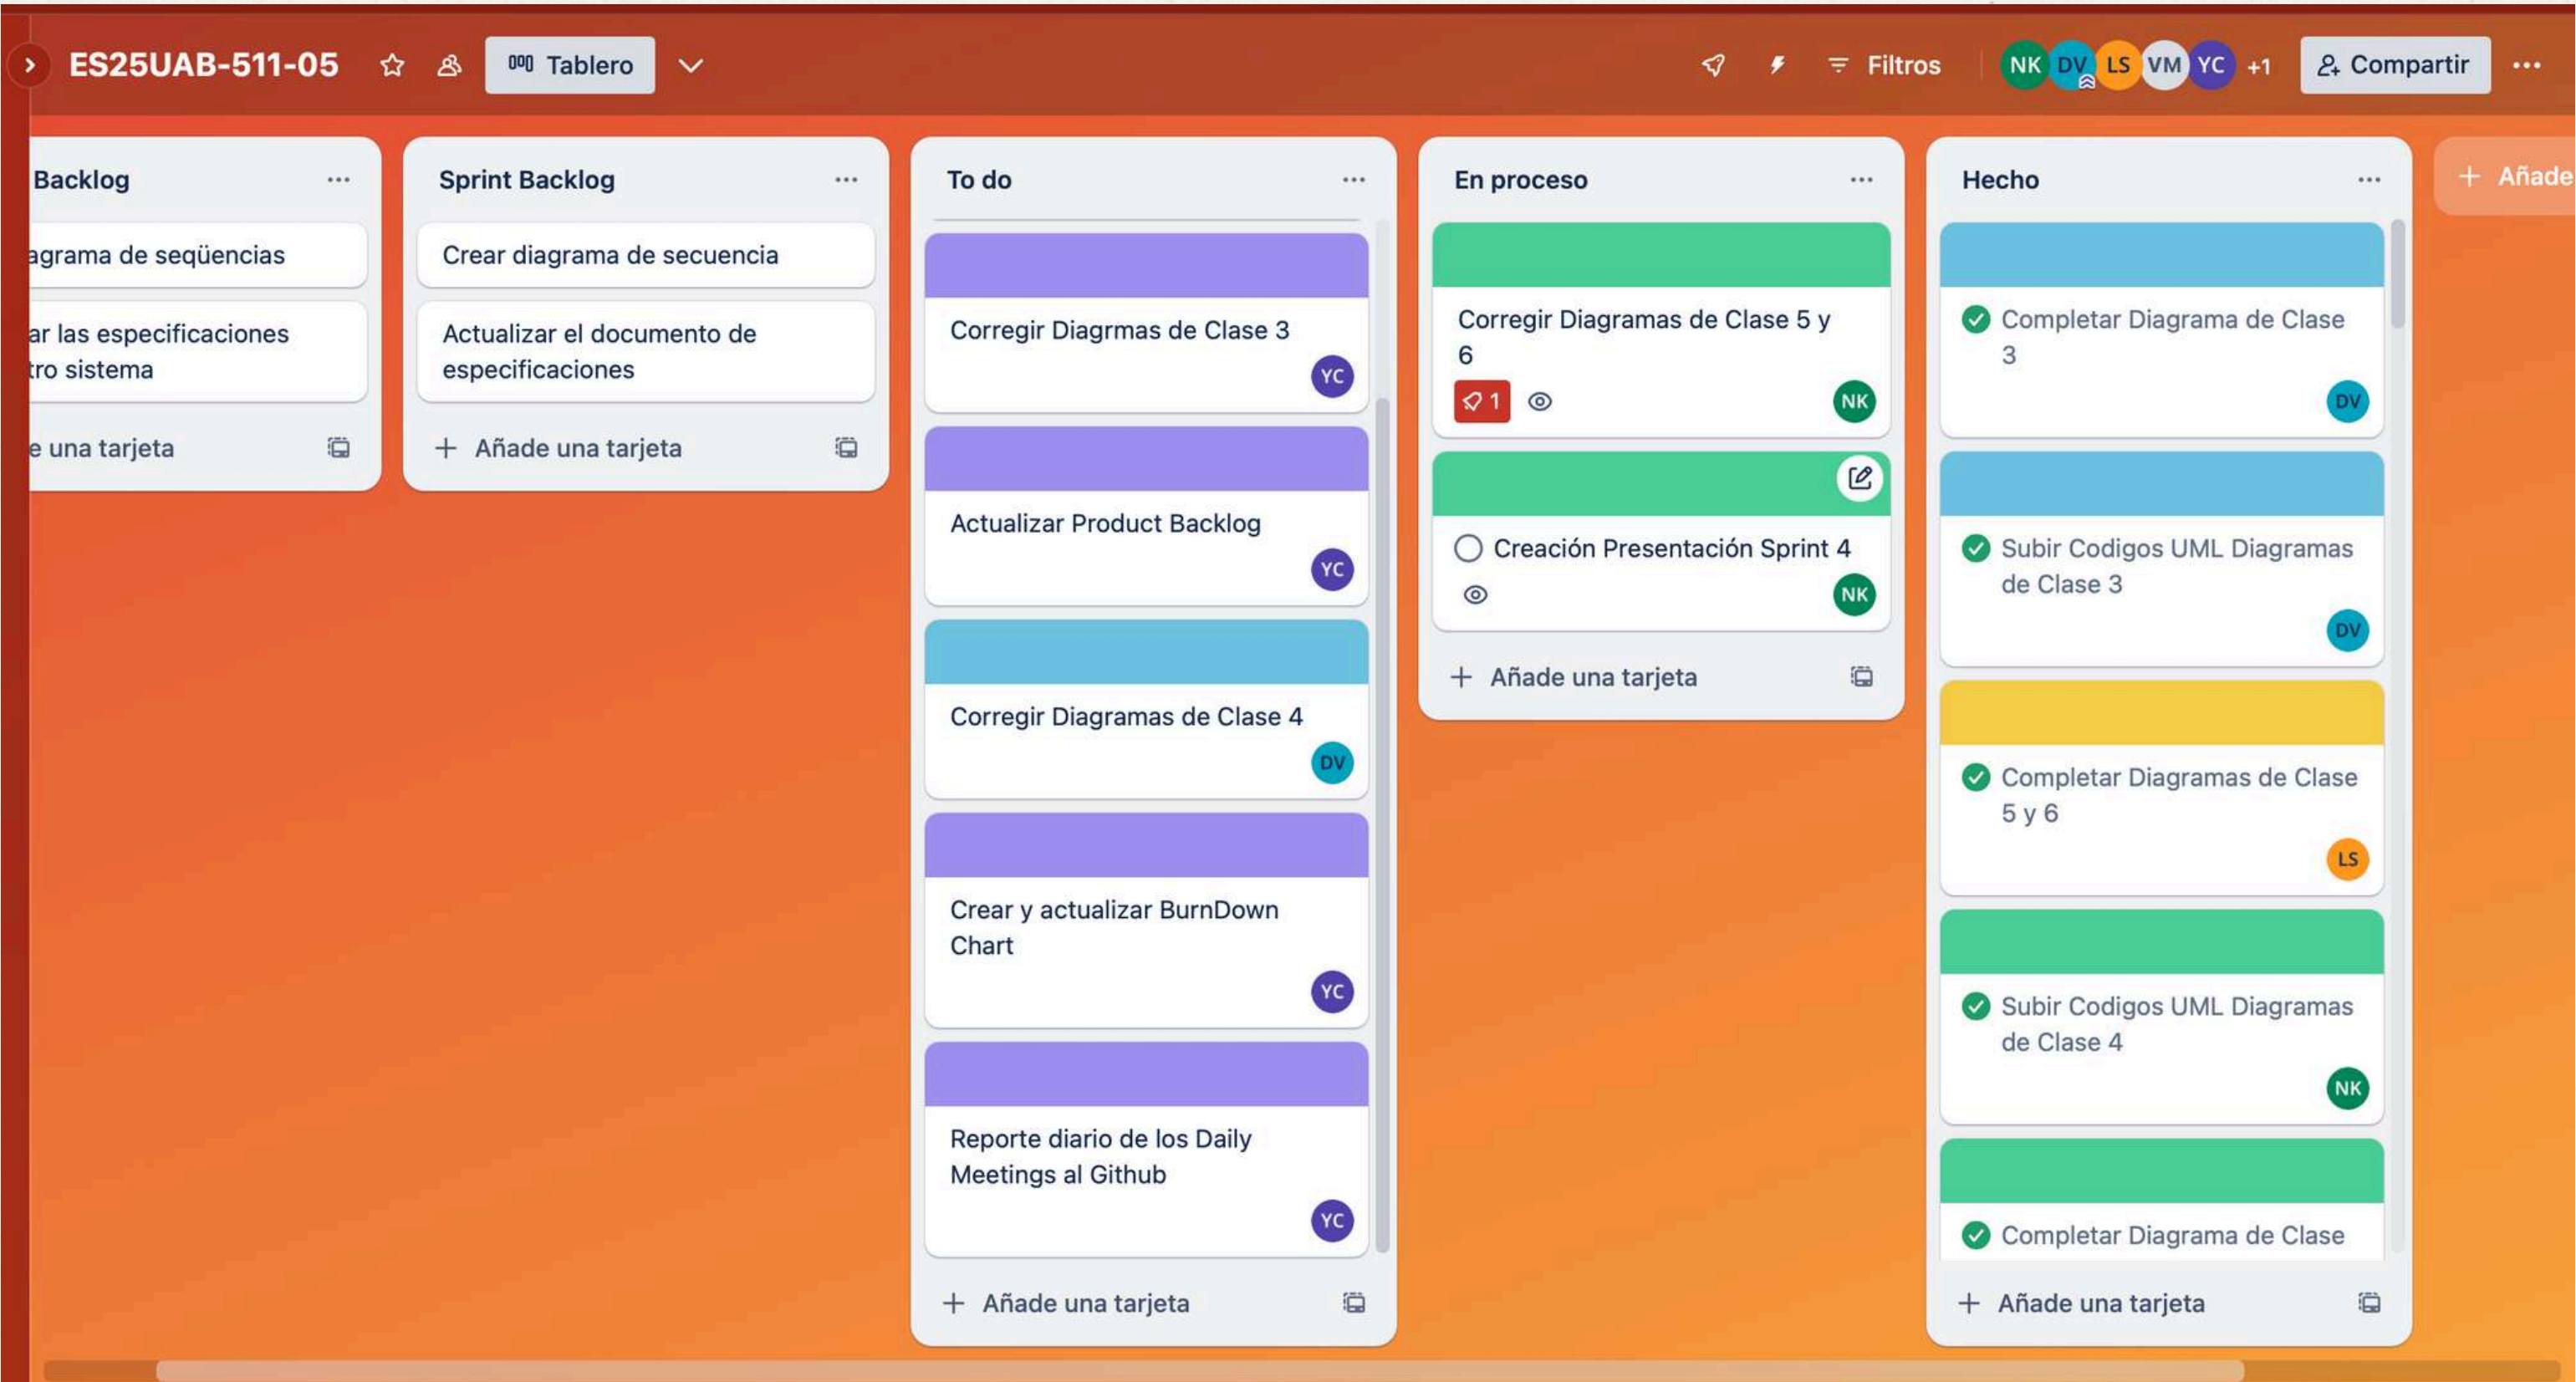 ES25UAB-511-05
Tablero
Filtros
NK
DV
LS
VM
YC
+1
Compartir
Backlog
agrama de seqüencias
ar las especificaciones
tro sistema
e una tarjeta
Sprint Backlog
Crear diagrama de secuencia
Actualizar el documento de
especificaciones
+ Añade una tarjeta
To do
Corregir Diagrmas de Clase 3
YC
Actualizar Product Backlog
YC
Corregir Diagramas de Clase 4
DV
Crear y actualizar BurnDown
Chart
YC
Reporte diario de los Daily
Meetings al Github
YC
+ Añade una tarjeta
En proceso
Corregir Diagramas de Clase 5 y
6
1
NK
Creación Presentación Sprint 4
NK
+ Añade una tarjeta
Hecho
Completar Diagrama de Clase
3
DV
Subir Codigos UML Diagramas
de Clase 3
DV
Completar Diagramas de Clase
5 y 6
LS
Subir Codigos UML Diagramas
de Clase 4
NK
Completar Diagrama de Clase
+ Añade una tarjeta
+ Añade